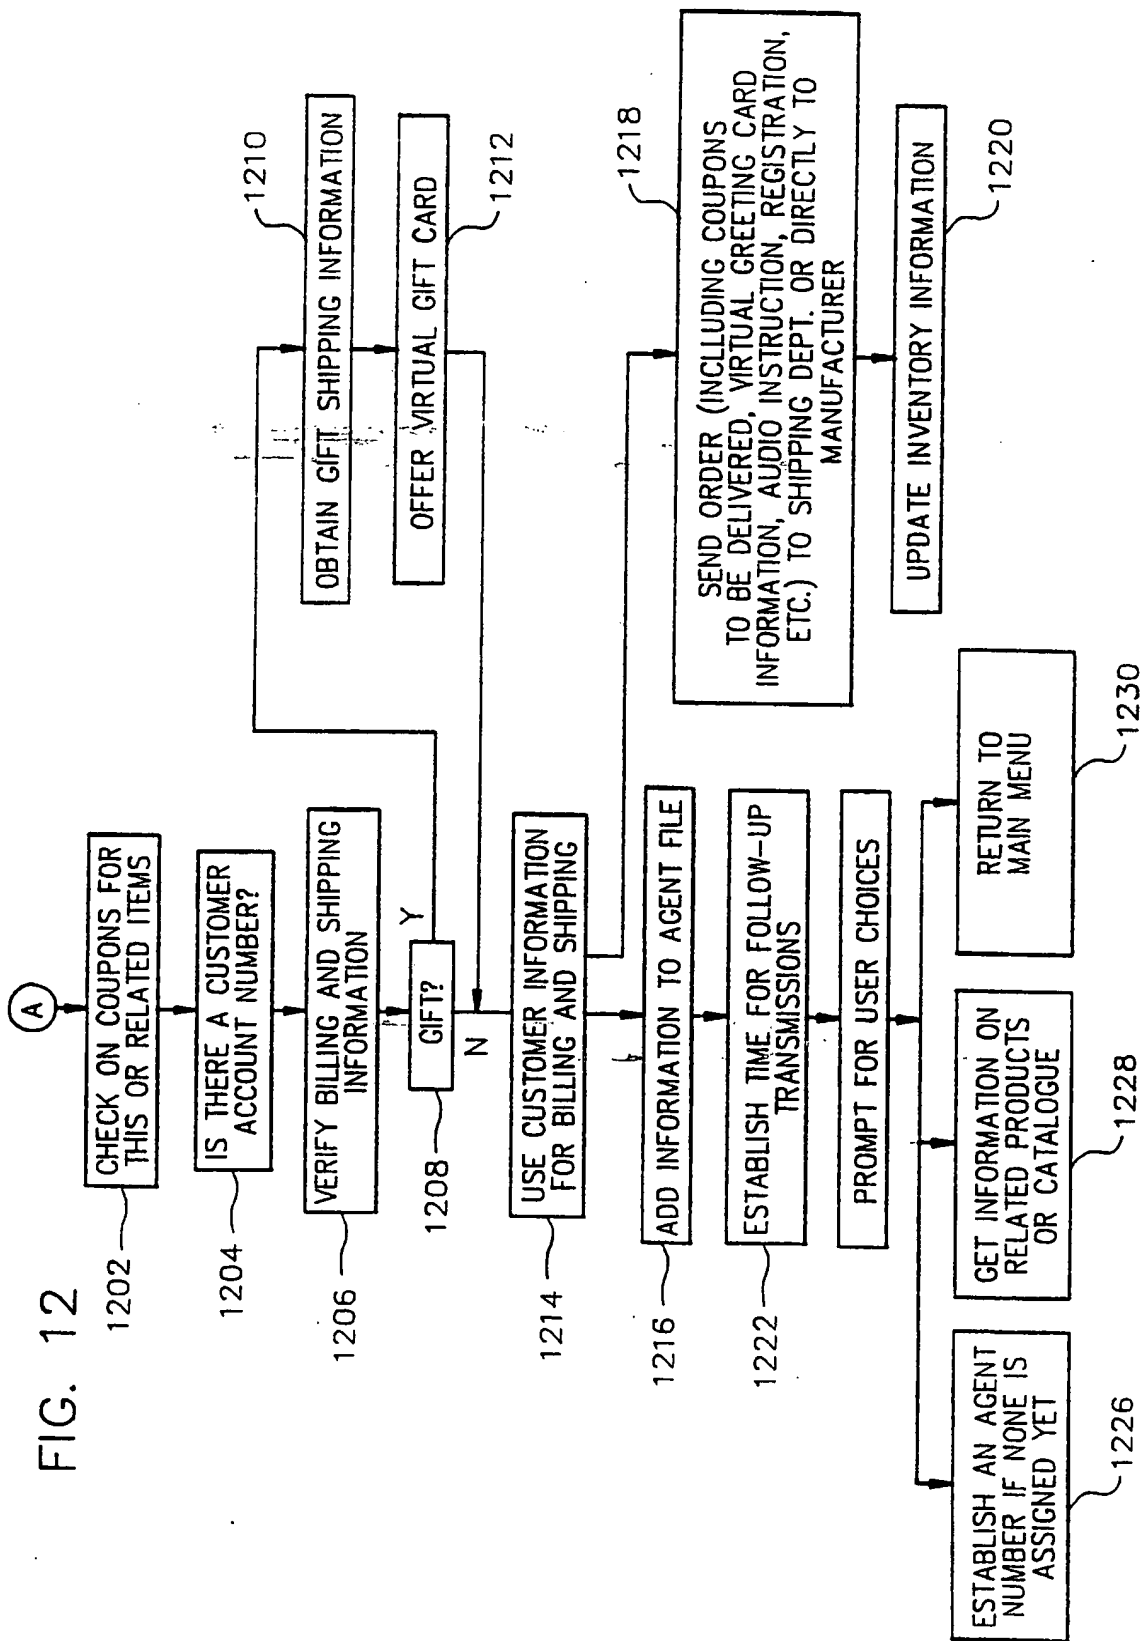 FIG. 12
A
CHECK ON COUPONS FOR
THIS OR RELATED ITEMS
1202
IS THERE A CUSTOMER
ACCOUNT NUMBER?
1204
VERIFY BILLING AND SHIPPING
INFORMATION
1206
GIFT?
1208
Y
N
OBTAIN GIFT SHIPPING INFORMATION
1210
OFFER VIRTUAL GIFT CARD
1212
USE CUSTOMER INFORMATION
FOR BILLING AND SHIPPING
1214
ADD INFORMATION TO AGENT FILE
1216
SEND ORDER (INCLUDING COUPONS
TO BE DELIVERED, VIRTUAL GREETING CARD
INFORMATION, AUDIO INSTRUCTION, REGISTRATION,
ETC.) TO SHIPPING DEPT. OR DIRECTLY TO
MANUFACTURER
1218
UPDATE INVENTORY INFORMATION
1220
ESTABLISH TIME FOR FOLLOW-UP
TRANSMISSIONS
1222
PROMPT FOR USER CHOICES
ESTABLISH AN AGENT
NUMBER IF NONE IS
ASSIGNED YET
1226
GET INFORMATION ON
RELATED PRODUCTS
OR CATALOGUE
1228
RETURN TO
MAIN MENU
1230